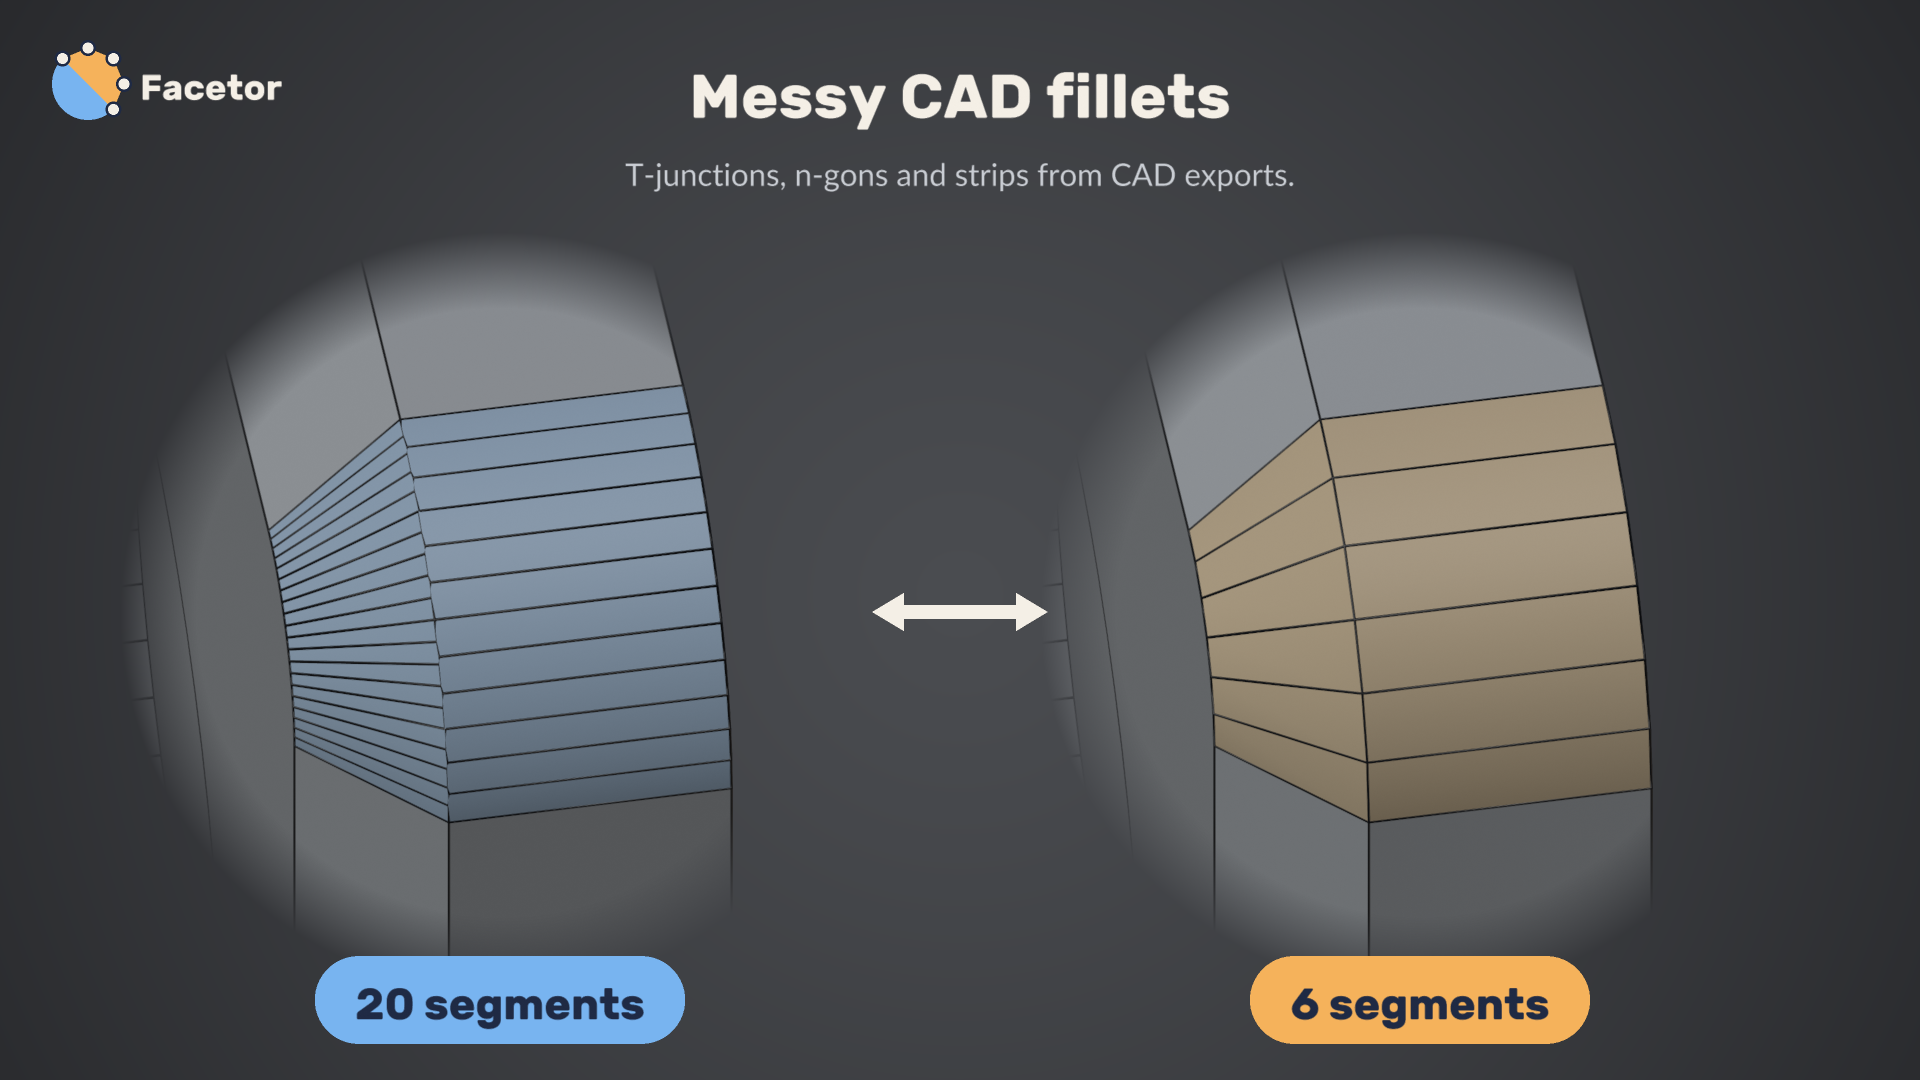 Facetor
Messy CAD fillets
T-junctions, n-gons and strips from CAD exports.
20 segments
6 segments